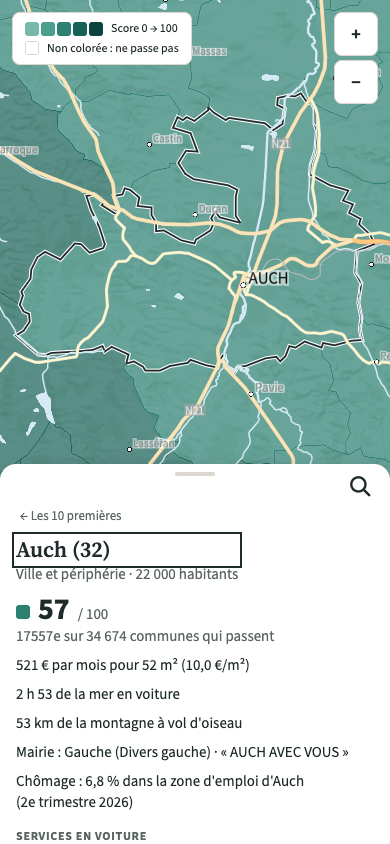 Score 0 → 100
Non colorée : ne passe pas
+
−
Massas
Castin
N21
arroque
Duran
AUCH
Mo
Pa
Pavie
N21
Lasséran
← Les 10 premières
Auch (32)
Ville et périphérie · 22 000 habitants
57 / 100
17557e sur 34 674 communes qui passent
521 € par mois pour 52 m² (10,0 €/m²)
2 h 53 de la mer en voiture
53 km de la montagne à vol d'oiseau
Mairie : Gauche (Divers gauche) · « AUCH AVEC VOUS »
Chômage : 6,8 % dans la zone d'emploi d'Auch
(2e trimestre 2026)
SERVICES EN VOITURE